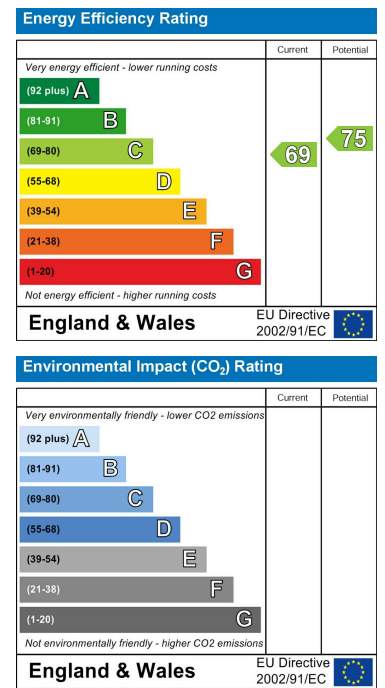 Energy Efficiency Rating
Current Potential
Very energy efficient - lower running costs
(92 plus) A
(81-91) B
(69-80) C
(55-68) D
(39-54) E
(21-38) F
(1-20) G
69
75
Not energy efficient - higher running costs
England & Wales
EU Directive
2002/91/EC
Environmental Impact (CO₂) Rating
Current Potential
Very environmentally friendly - lower CO2 emissions
(92 plus) A
(81-91) B
(69-80) C
(55-68) D
(39-54) E
(21-38) F
(1-20) G
Not environmentally friendly - higher CO2 emissions
England & Wales
EU Directive
2002/91/EC